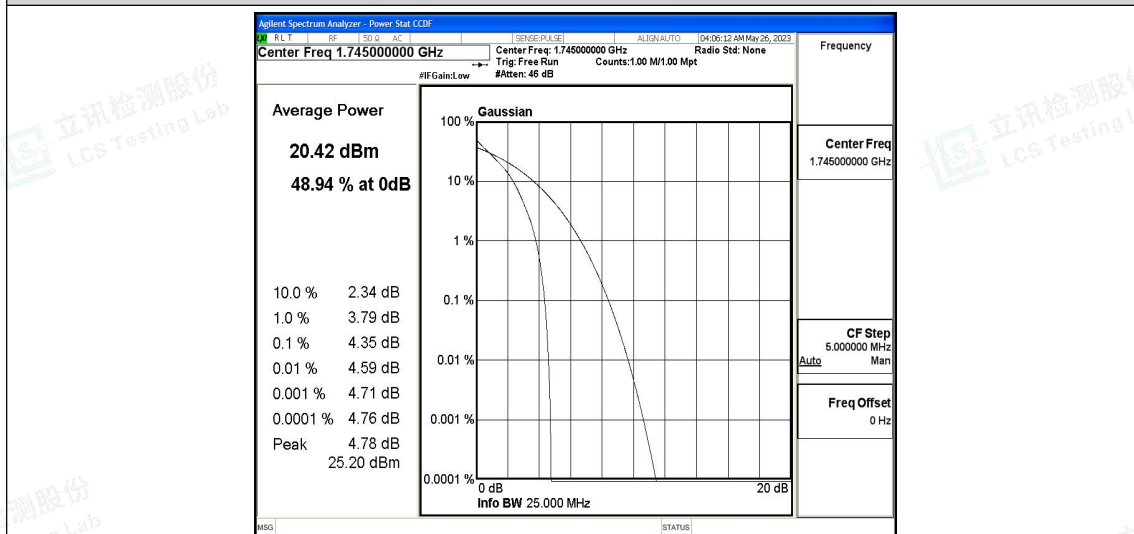 Agilent Spectrum Analyzer - Power Stat CCDF
LXI RLT RF 50 Ω AC SENSE:PULSE ALIGN AUTO 04:06:12 AM May 26, 2023
Center Freq 1.745000000 GHz
Center Freq: 1.745000000 GHz Radio Std: None
Trig: Free Run Counts:1.00 M/1.00 Mpt
#IFGain:Low #Atten: 46 dB
Frequency
Average Power
20.42 dBm
48.94 % at 0dB
10.0 % 2.34 dB
1.0 % 3.79 dB
0.1 % 4.35 dB
0.01 % 4.59 dB
0.001 % 4.71 dB
0.0001 % 4.76 dB
Peak 4.78 dB
25.20 dBm
Gaussian
100 %
10 %
1 %
0.1 %
0.01 %
0.001 %
0.0001 %
0 dB 20 dB
Info BW 25.000 MHz
Center Freq
1.745000000 GHz
CF Step
5.000000 MHz
Auto Man
Freq Offset
0 Hz
MSG STATUS
立讯检测股份
LCS Testing Lab
立讯检测股份
LCS Testing L
测股份
Lab